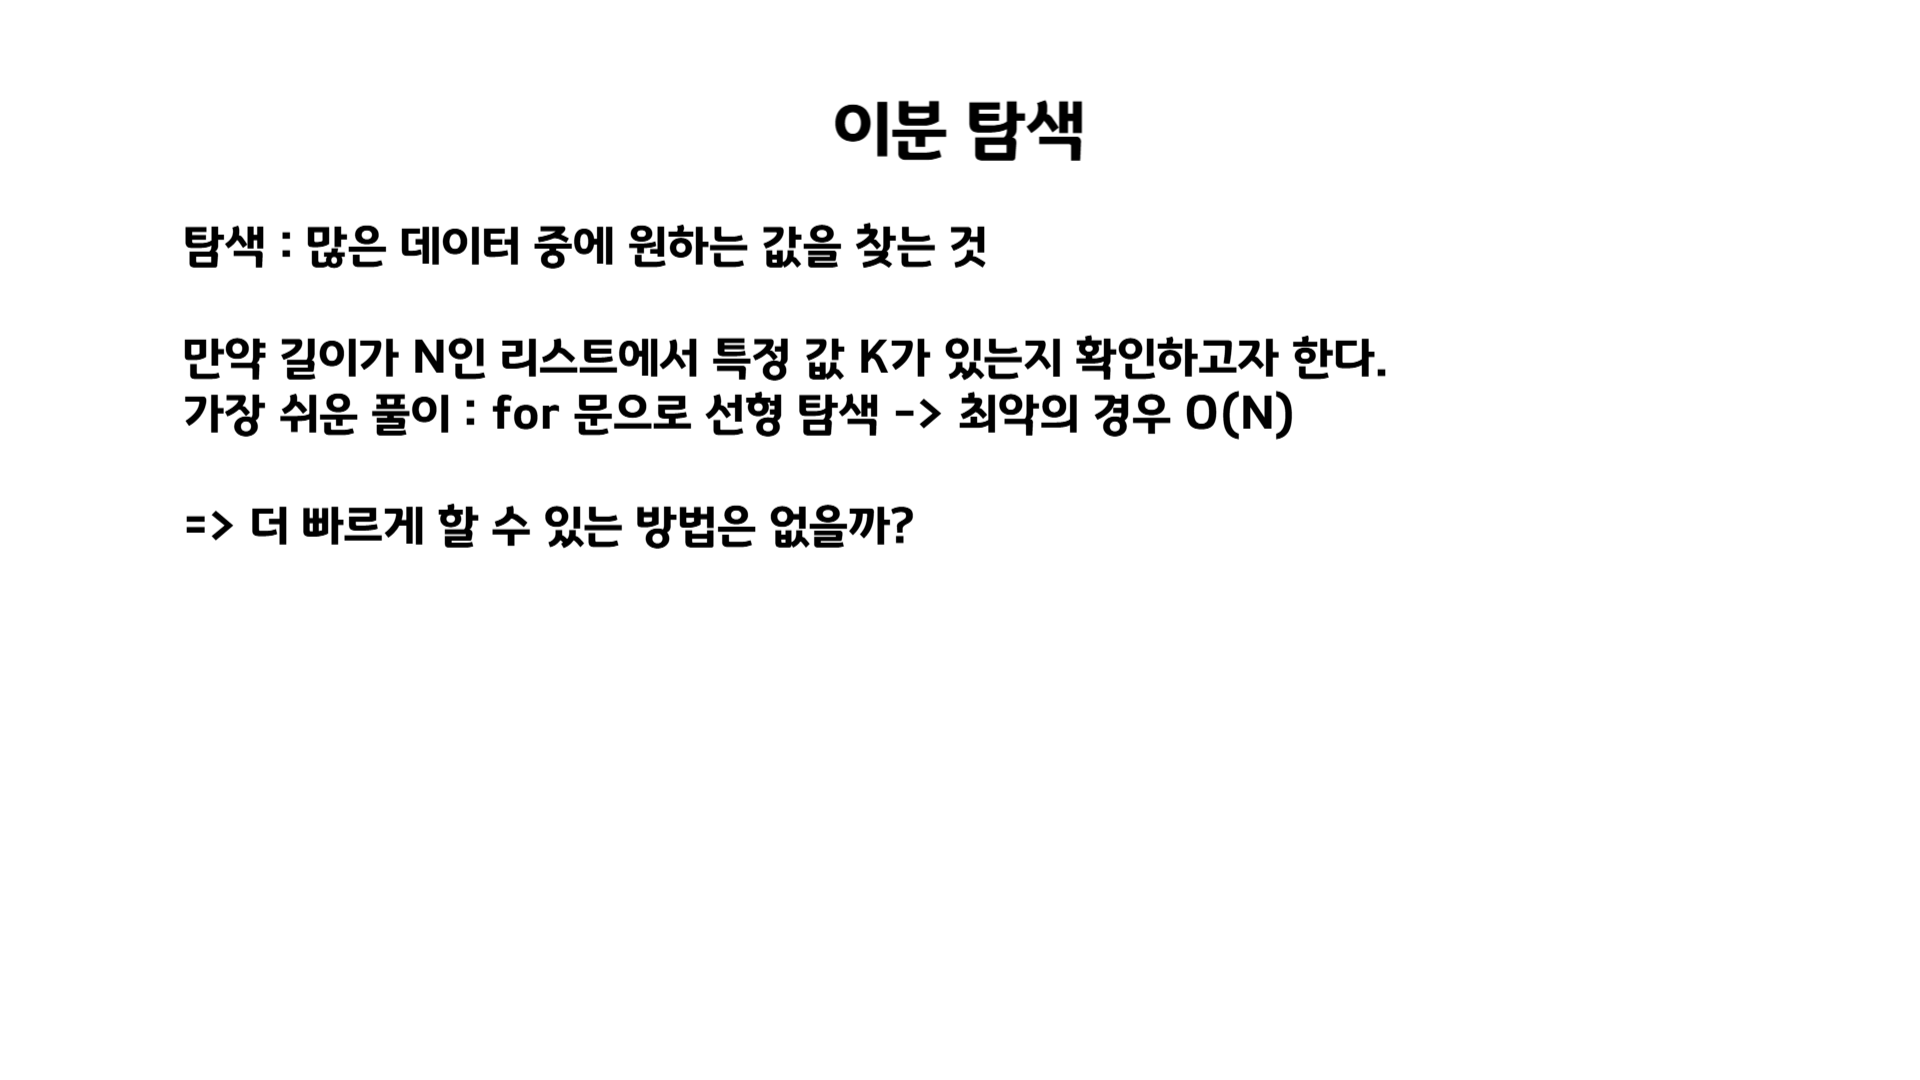 이분 탐색
탐색 : 많은 데이터 중에 원하는 값을 찾는 것
만약 길이가 N인 리스트에서 특정 값 K가 있는지 확인하고자 한다.
가장 쉬운 풀이 : for 문으로 선형 탐색 -> 최악의 경우 O(N)
=> 더 빠르게 할 수 있는 방법은 없을까?